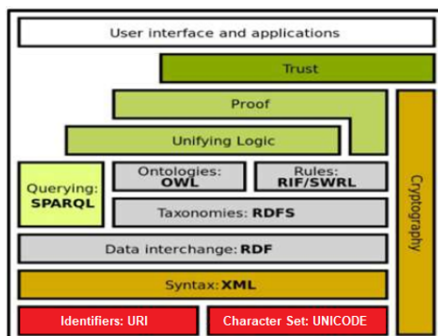 User interface and applications
Trust
Proof
Unifying Logic
Querying:
SPARQL
Ontologies:
OWL
Rules:
RIF/SWRL
Taxonomies: RDFS
Data interchange: RDF
Syntax: XML
Identifiers: URI
Character Set: UNICODE
Cryptography